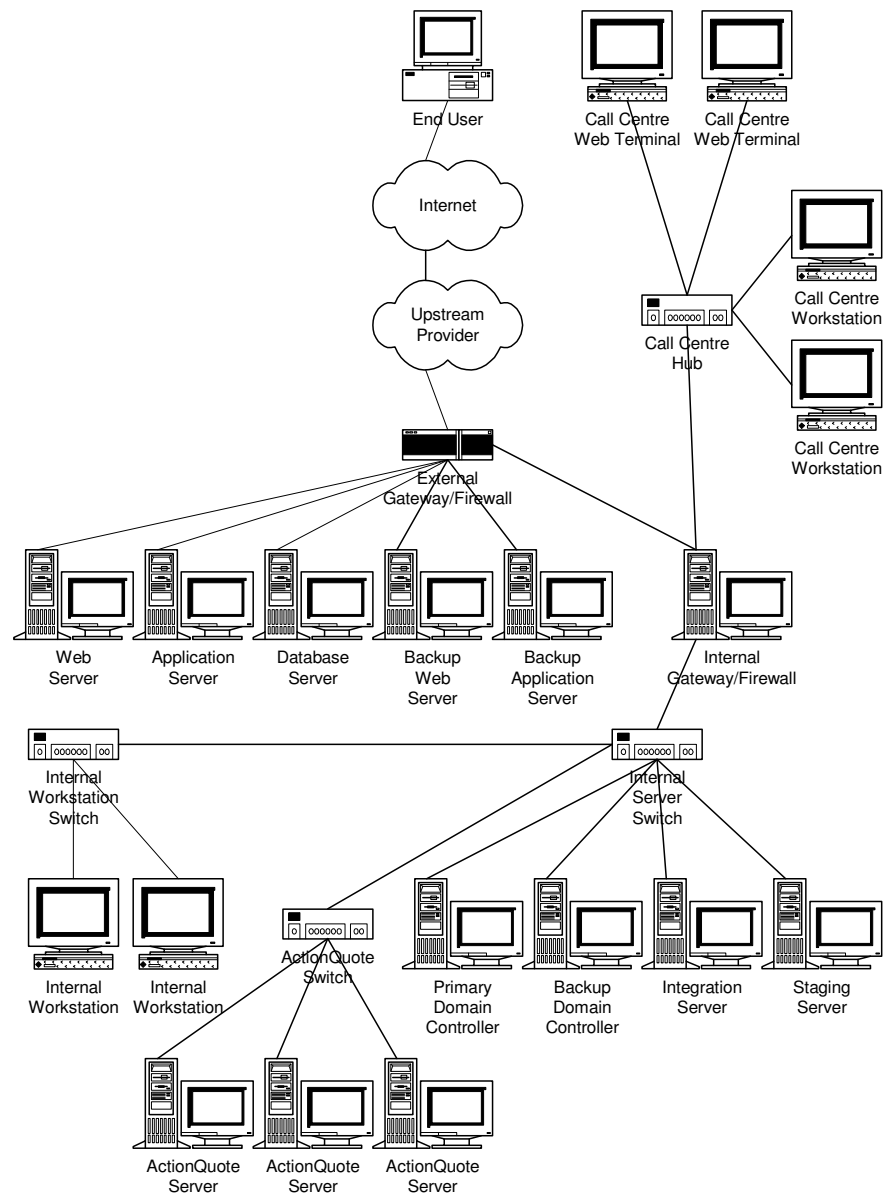 End User
Call Centre
Web Terminal
Call Centre
Web Terminal
Internet
Call Centre
Workstation
Upstream
Provider
Call Centre
Hub
Call Centre
Workstation
External
Gateway/Firewall
Web
Server
Application
Server
Database
Server
Backup
Web
Server
Backup
Application
Server
Internal
Gateway/Firewall
Internal
Workstation
Switch
Internal
Server
Switch
Internal
Workstation
Internal
Workstation
ActionQuote
Switch
Primary
Domain
Controller
Backup
Domain
Controller
Integration
Server
Staging
Server
ActionQuote
Server
ActionQuote
Server
ActionQuote
Server